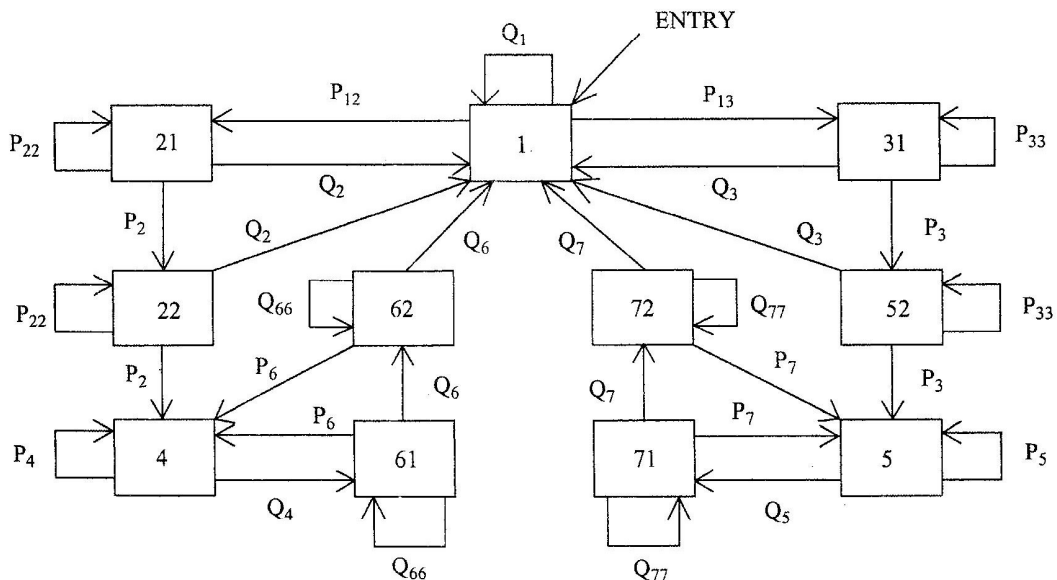 ENTRY
Q₁
P₁₂
P₁₃
P₂₂
21
1
31
P₃₃
Q₂
Q₃
P₂
Q₂
Q₆
Q₇
Q₃
P₃
P₂₂
22
Q₆₆
62
72
Q₇₇
52
P₃₃
P₂
P₆
Q₆
Q₇
P₇
P₃
P₆
P₇
P₄
4
61
71
5
P₅
Q₄
Q₅
Q₆₆
Q₇₇